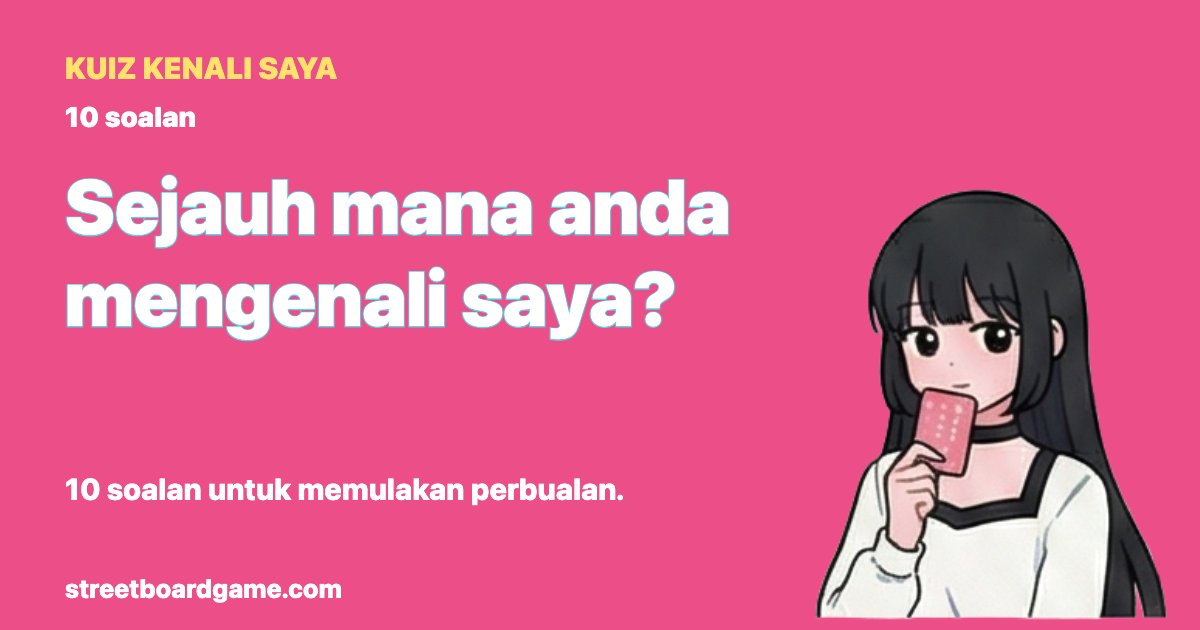 KUIZ KENALI SAYA
10 soalan
Sejauh mana anda
mengenali saya?
10 soalan untuk memulakan perbualan.
streetboardgame.com